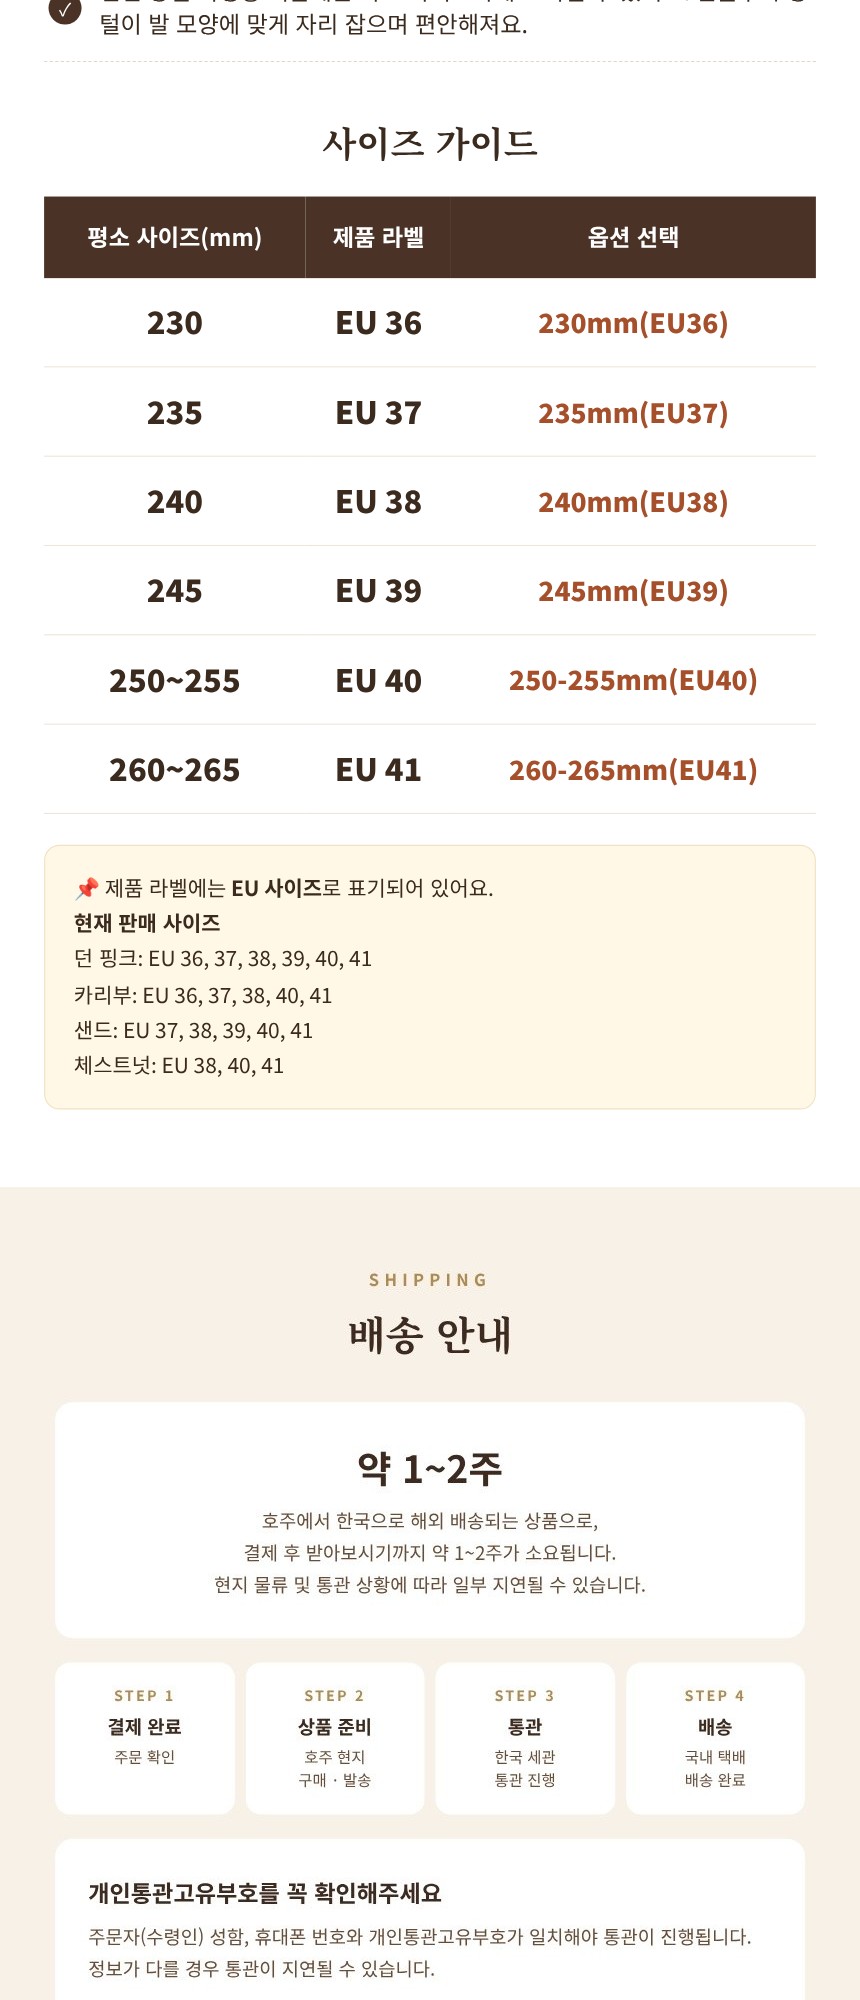 털이 발 모양에 맞게 자리 잡으며 편안해져요.
사이즈 가이드
평소 사이즈(mm) 제품 라벨 옵션 선택
230 EU 36 230mm(EU36)
235 EU 37 235mm(EU37)
240 EU 38 240mm(EU38)
245 EU 39 245mm(EU39)
250~255 EU 40 250-255mm(EU40)
260~265 EU 41 260-265mm(EU41)
📌 제품 라벨에는 EU 사이즈로 표기되어 있어요.
현재 판매 사이즈
던 핑크: EU 36, 37, 38, 39, 40, 41
카리부: EU 36, 37, 38, 40, 41
샌드: EU 37, 38, 39, 40, 41
체스트넛: EU 38, 40, 41
SHIPPING
배송 안내
약 1~2주
호주에서 한국으로 해외 배송되는 상품으로,
결제 후 받아보시기까지 약 1~2주가 소요됩니다.
현지 물류 및 통관 상황에 따라 일부 지연될 수 있습니다.
STEP 1
결제 완료
주문 확인
STEP 2
상품 준비
호주 현지
구매 · 발송
STEP 3
통관
한국 세관
통관 진행
STEP 4
배송
국내 택배
배송 완료
개인통관고유부호를 꼭 확인해주세요
주문자(수령인) 성함, 휴대폰 번호와 개인통관고유부호가 일치해야 통관이 진행됩니다.
정보가 다를 경우 통관이 지연될 수 있습니다.